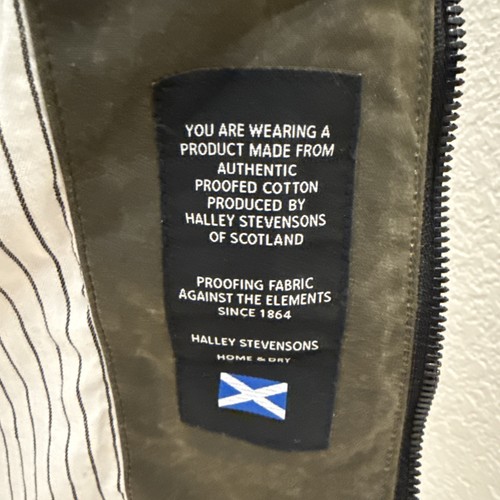 YOU ARE WEARING A
PRODUCT MADE FROM
AUTHENTIC
PROOFED COTTON
PRODUCED BY
HALLEY STEVENSONS
OF SCOTLAND
PROOFING FABRIC
AGAINST THE ELEMENTS
SINCE 1864
HALLEY STEVENSONS
HOME & DRY